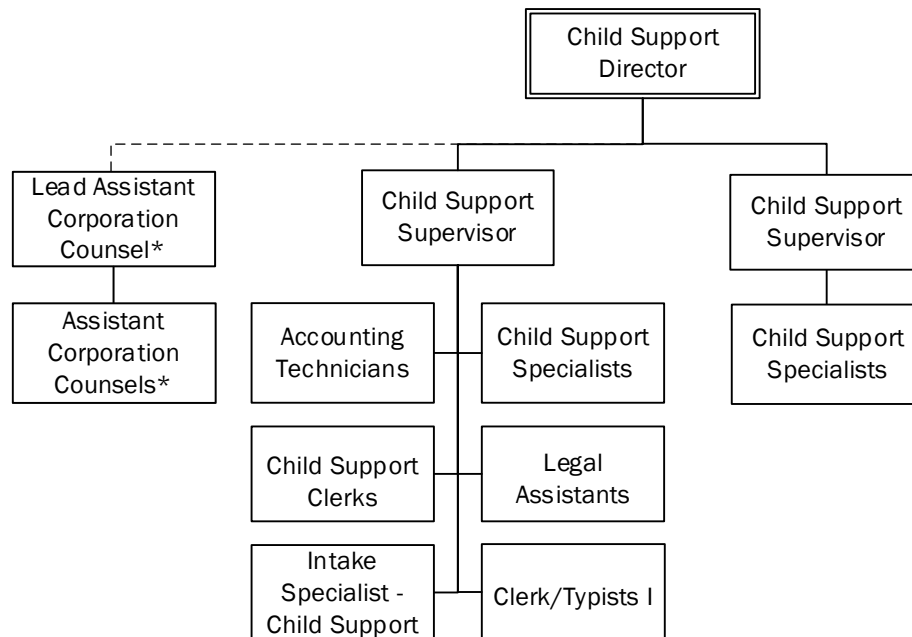 Child Support
Director
Lead Assistant
Corporation
Counsel*
Child Support
Supervisor
Child Support
Supervisor
Assistant
Corporation
Counsels*
Accounting
Technicians
Child Support
Specialists
Child Support
Specialists
Child Support
Clerks
Legal
Assistants
Intake
Specialist -
Child Support
Clerk/Typists I